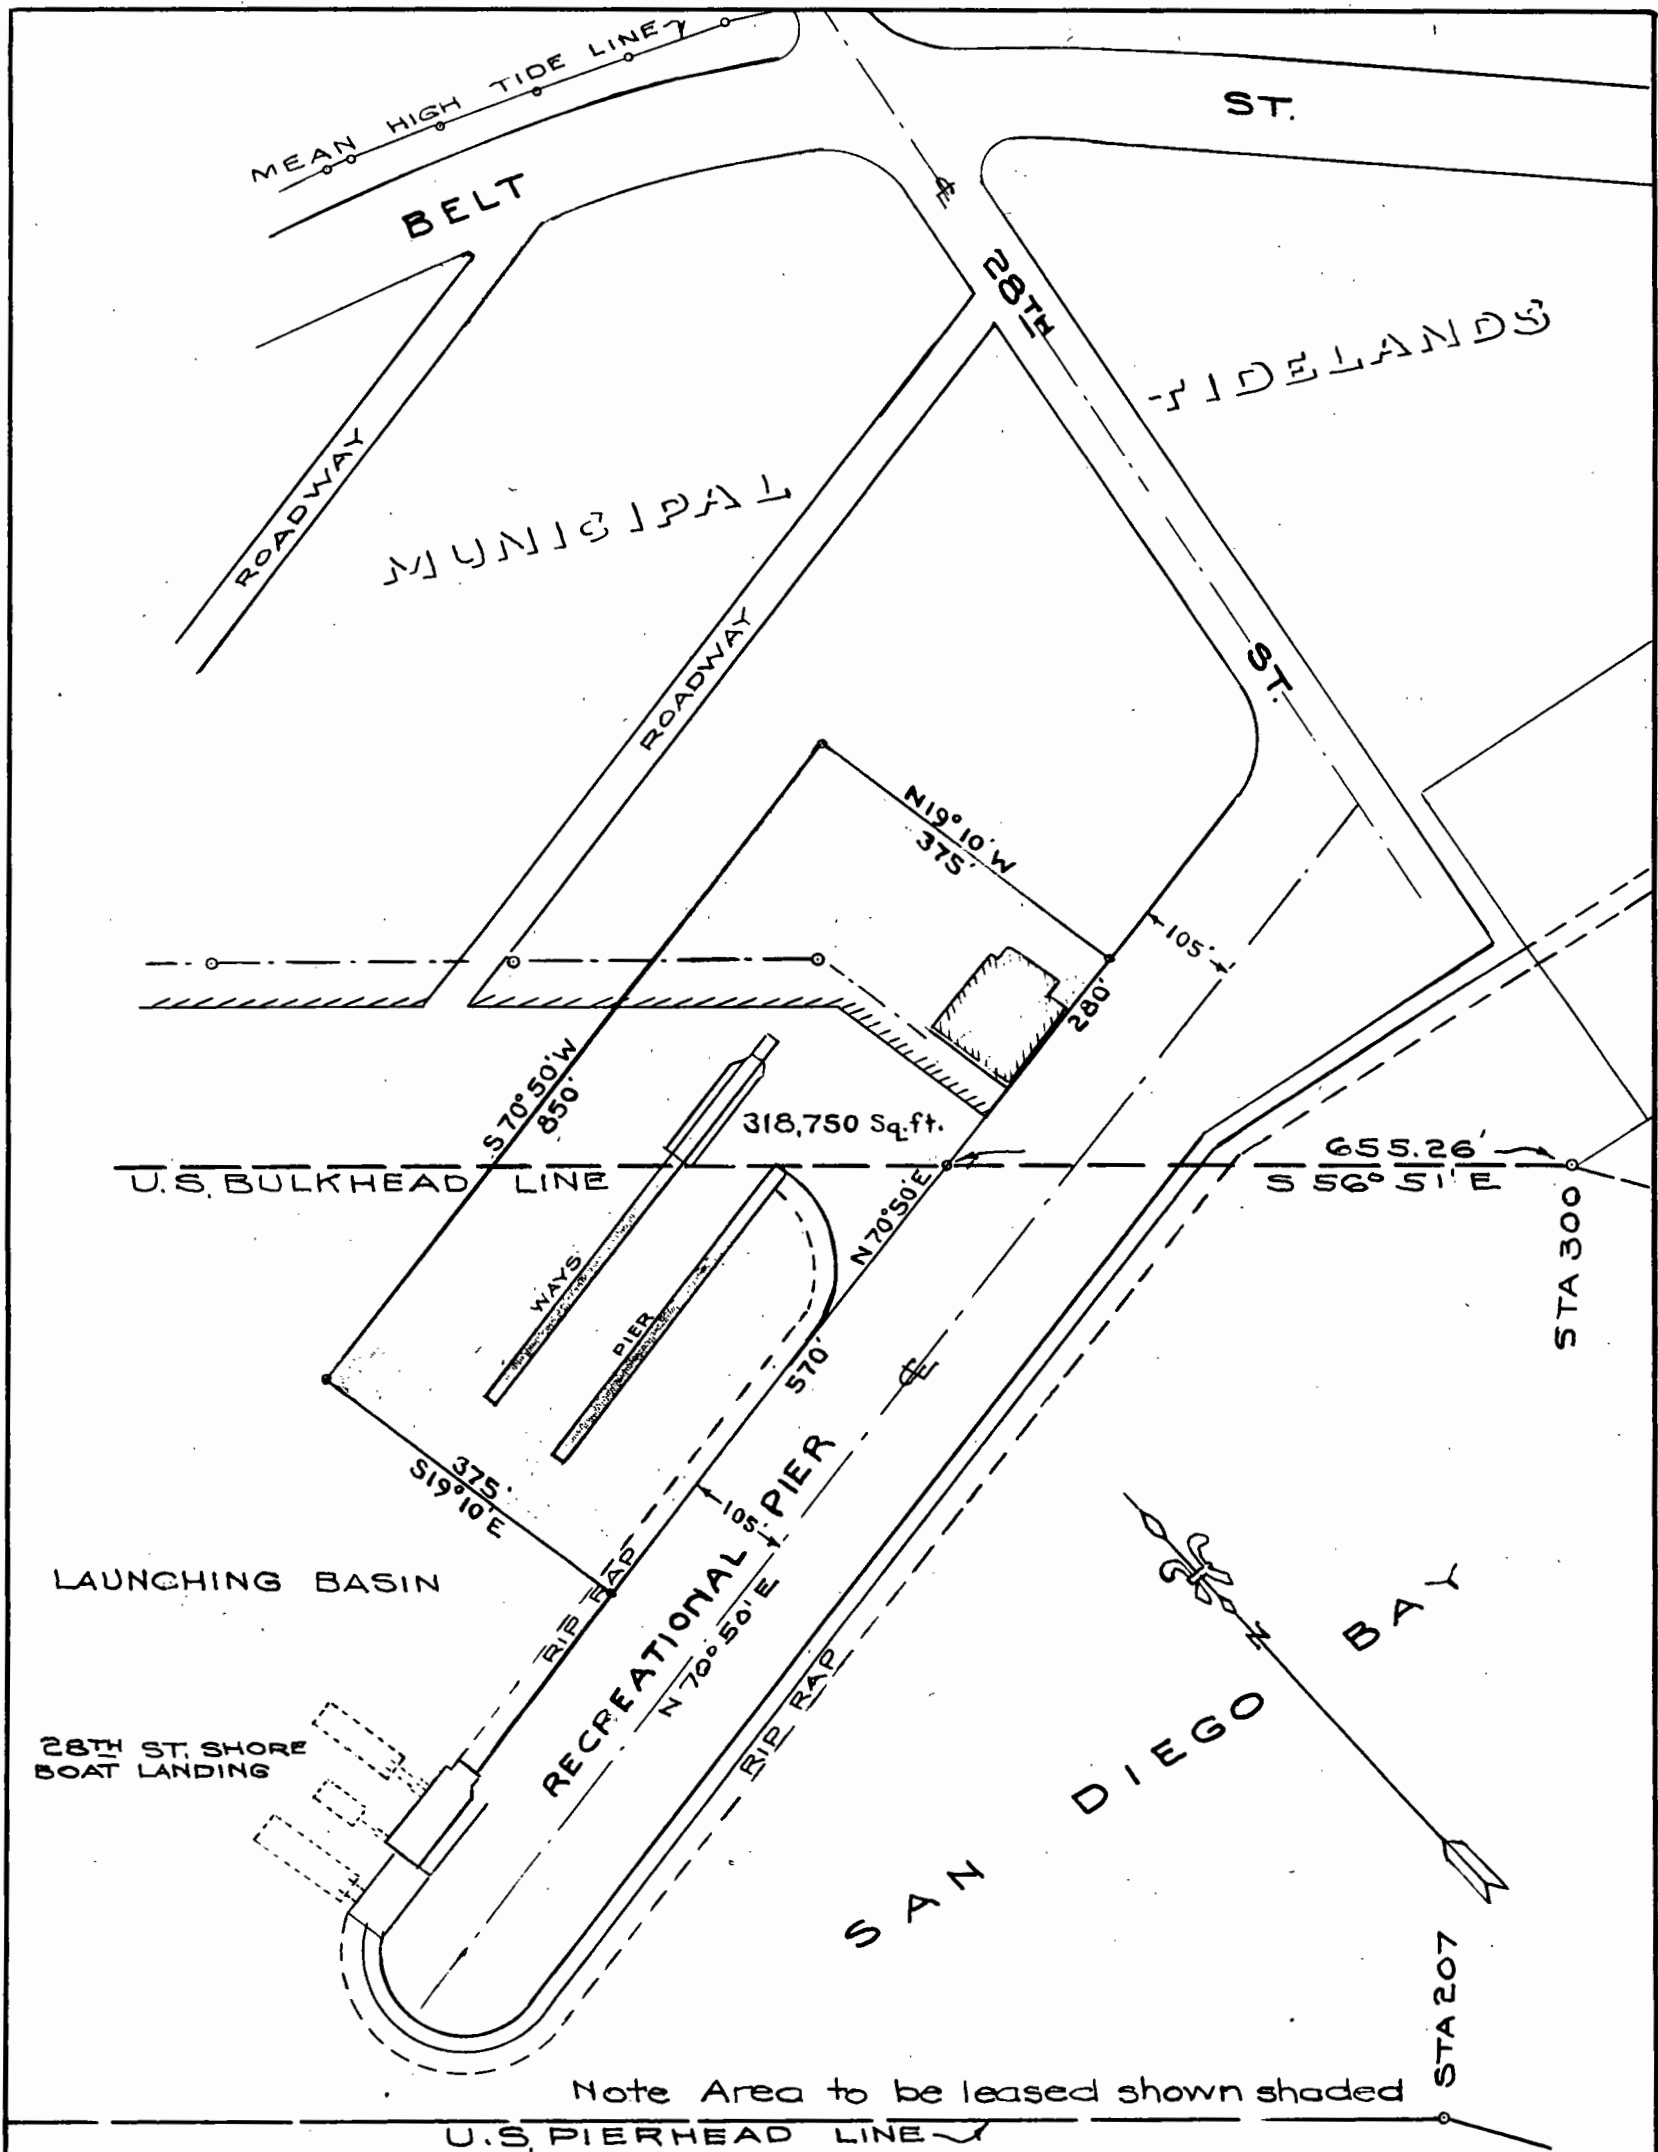 MEAN HIGH TIDE LINE
ST.
BELT
28TH
TIDELANDS
ROADWAY
MUNICIPAL
ROADWAY
ST.
N19°10'W
375'
105'
280'
S 70°50'W
850'
318,750 Sq.ft.
655.26'
U.S. BULKHEAD LINE
S 56° 51' E
N 70°50'E
STA 300
WAYS
PIER
570'
375'
S19°10'E
105'
LAUNCHING BASIN
RIP RAP
RECREATIONAL PIER
N 70° 50' E
RIP RAP
N
28TH ST. SHORE
BOAT LANDING
SAN DIEGO BAY
STA 207
Note Area to be leased shown shaded
U.S. PIERHEAD LINE